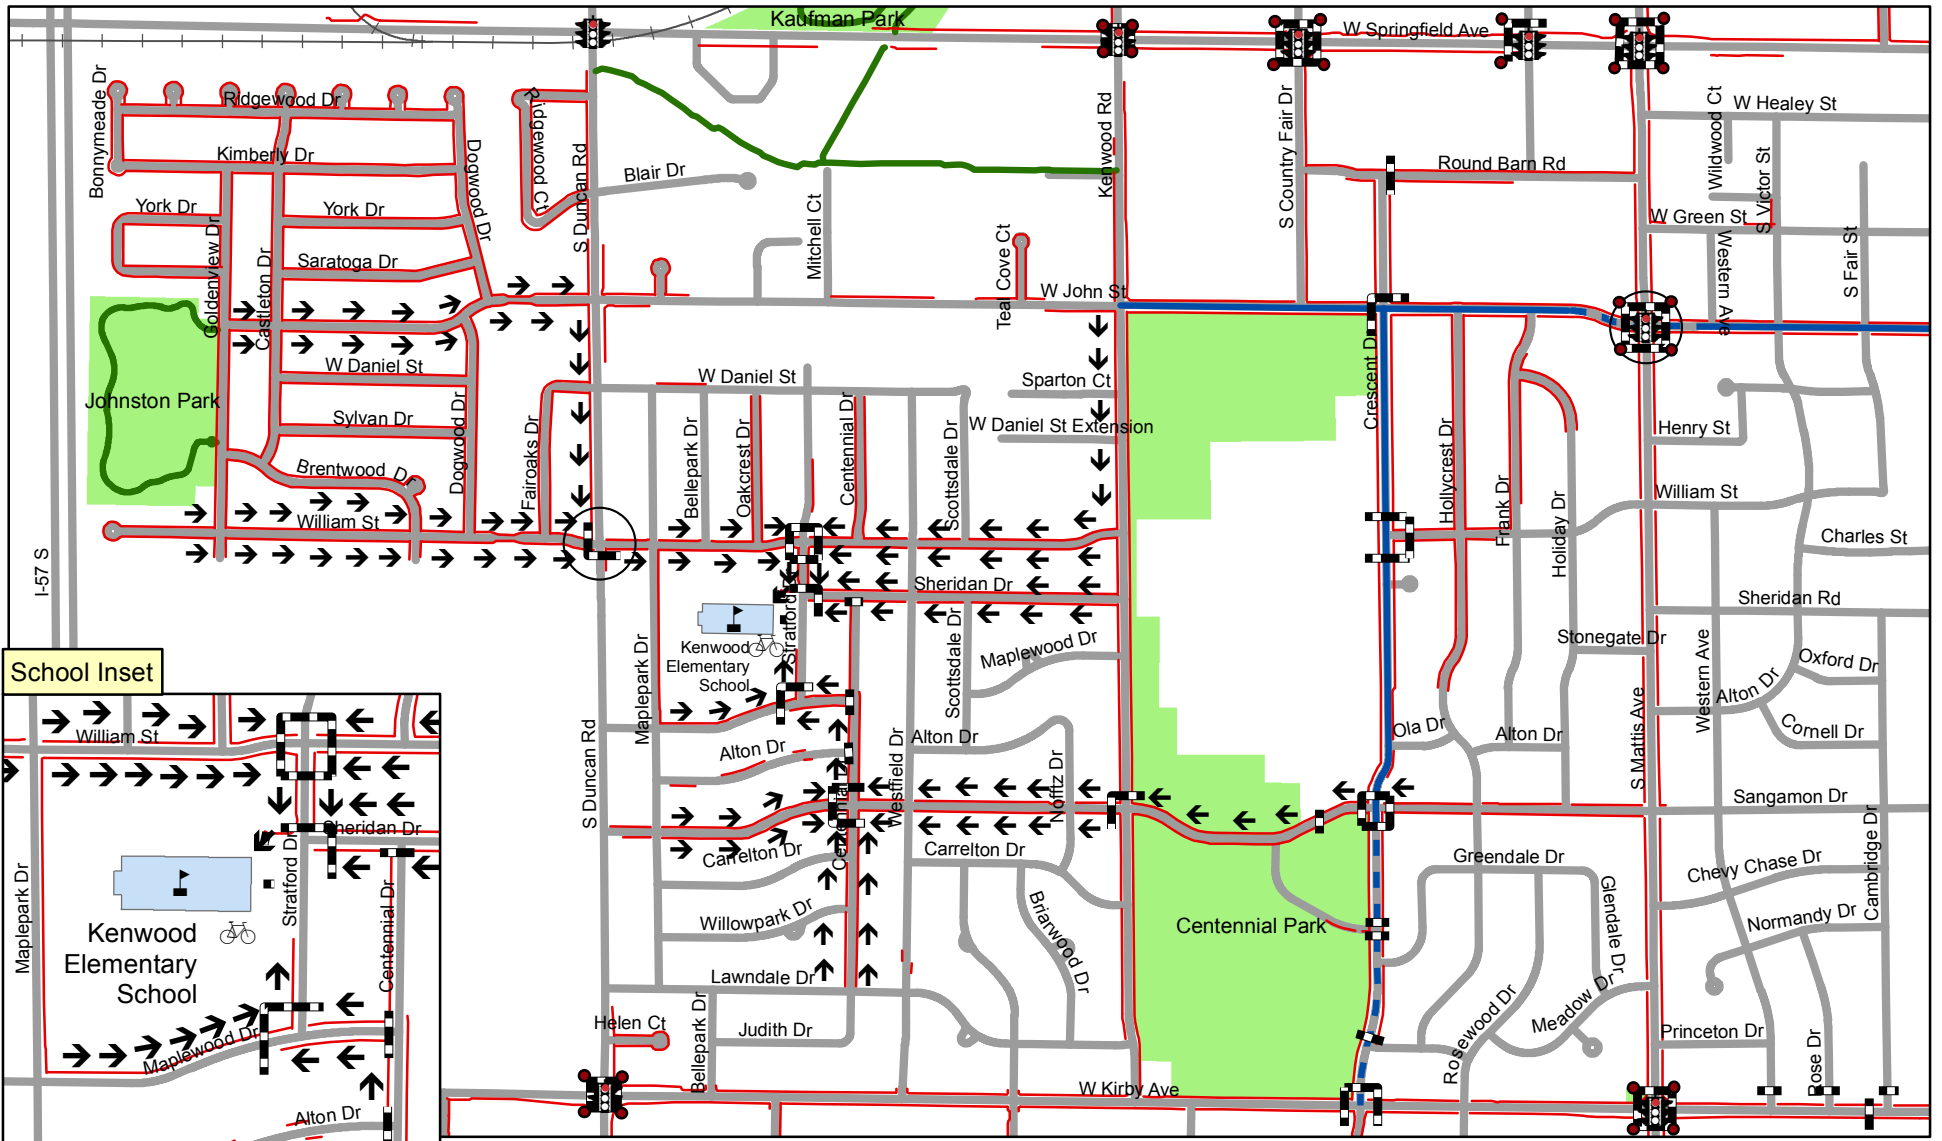 Kaufman Park
W Springfield Ave
Bonnymeade Dr
Ridgewood Dr
Ridgewood Ct
Kimberly Dr
Dogwood Dr
S Duncan Rd
Blair Dr
Kenwood Rd
S Country Fair Dr
Round Barn Rd
W Healey St
Wildwood Ct
S Victor St
W Green St
Western Ave
S Fair St
York Dr
York Dr
Goldenview Dr
Castleton Dr
Saratoga Dr
Mitchell Ct
Teal Cove Ct
W John St
W Daniel St
Johnston Park
Sylvan Dr
Brentwood Dr
Dogwood Dr
Fairoaks Dr
William St
W Daniel St
Bellepark Dr
Oakcrest Dr
Centennial Dr
Scottsdale Dr
Sparton Ct
W Daniel St Extension
Crescent Dr
Hollycrest Dr
Frank Dr
Holiday Dr
Henry St
William St
Charles St
I-57 S
Sheridan Dr
Sheridan Rd
Stratford Dr
Kenwood
Elementary
School
Maplepark Dr
Scottsdale Dr
Maplewood Dr
Stonegate Dr
Western Ave
Oxford Dr
Alton Dr
Cornell Dr
S Mattis Ave
Ola Dr
Alton Dr
Alton Dr
Alton Dr
S Duncan Rd
Centennial Dr
Westfield Dr
Nofftz Dr
Sangamon Dr
Carrelton Dr
Carrelton Dr
Greendale Dr
Glendale Dr
Chevy Chase Dr
Cambridge Dr
Normandy Dr
Willowpark Dr
Briarwood Dr
Centennial Park
Lawndale Dr
Bellepark Dr
Helen Ct
Judith Dr
Rosewood Dr
Meadow Dr
Princeton Dr
Rose Dr
W Kirby Ave
School Inset
William St
Sheridan Dr
Maplepark Dr
Stratford Dr
Centennial Dr
Kenwood
Elementary
School
Maplewood Dr
Alton Dr